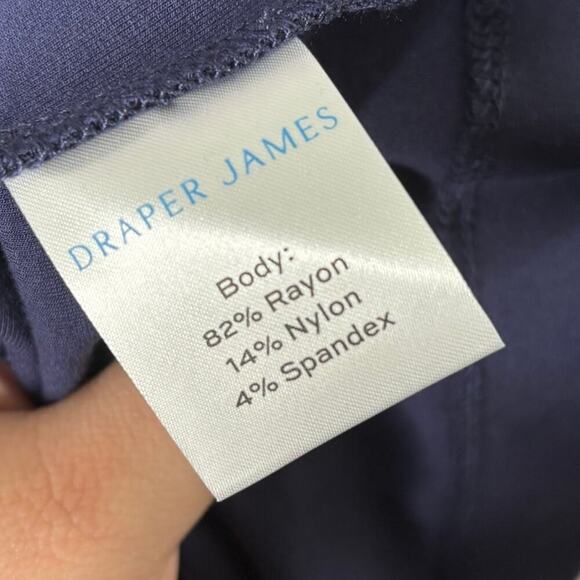 DRAPER JAMES
Body:
82% Rayon
14% Nylon
4% Spandex